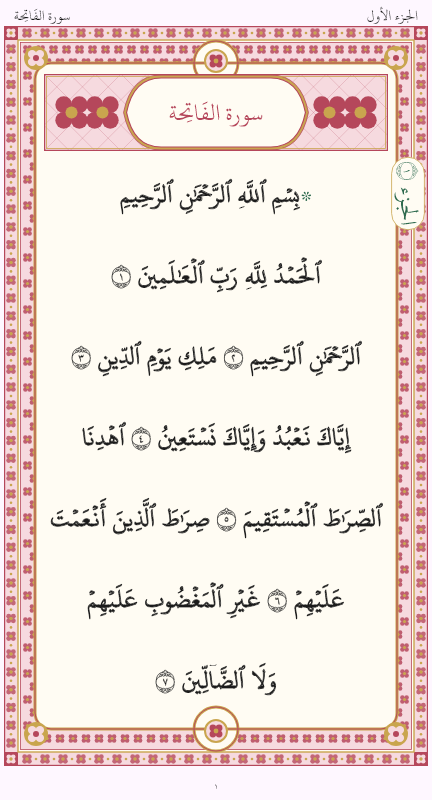 الجزء الأول
سورة الفَاتِحة
سورة الفَاتِحة
الجزء ١
❊بِسۡمِ ٱللَّهِ ٱلرَّحۡمَٰنِ ٱلرَّحِيمِ
ٱلۡحَمۡدُ لِلَّهِ رَبِّ ٱلۡعَٰلَمِينَ ١
ٱلرَّحۡمَٰنِ ٱلرَّحِيمِ ٢ مَلِكِ يَوۡمِ ٱلدِّينِ ٣
إِيَّاكَ نَعۡبُدُ وَإِيَّاكَ نَسۡتَعِينُ ٤ ٱهۡدِنَا
ٱلصِّرَٰطَ ٱلۡمُسۡتَقِيمَ ٥ صِرَٰطَ ٱلَّذِينَ أَنۡعَمۡتَ
عَلَيۡهِمۡ ٦ غَيۡرِ ٱلۡمَغۡضُوبِ عَلَيۡهِمۡ
وَلَا ٱلضَّآلِّينَ ٧
١